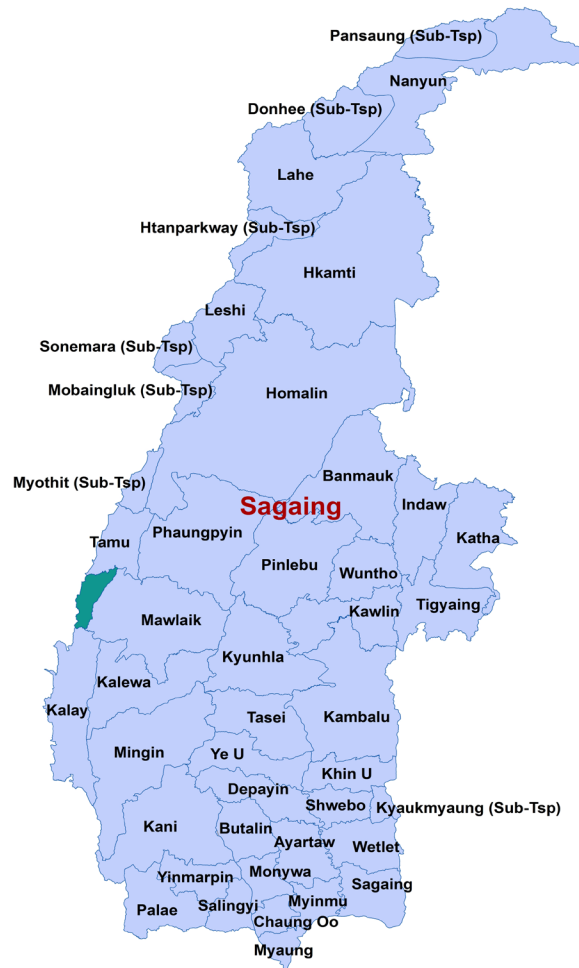 Pansaung (Sub-Tsp)
Nanyun
Donhee (Sub-Tsp)
Lahe
Htanparkway (Sub-Tsp)
Hkamti
Leshi
Sonemara (Sub-Tsp)
Mobaingluk (Sub-Tsp)
Homalin
Banmauk
Myothit (Sub-Tsp)
Sagaing
Indaw
Phaungpyin
Katha
Tamu
Pinlebu
Wuntho
Tigyaing
Kawlin
Mawlaik
Kyunhla
Kalewa
Kalay
Tasei
Kambalu
Mingin
Ye U
Khin U
Depayin
Shwebo
Kyaukmyaung (Sub-Tsp)
Kani
Butalin
Ayartaw
Wetlet
Monywa
Yinmarpin
Sagaing
Myinmu
Salingyi
Palae
Chaung Oo
Myaung